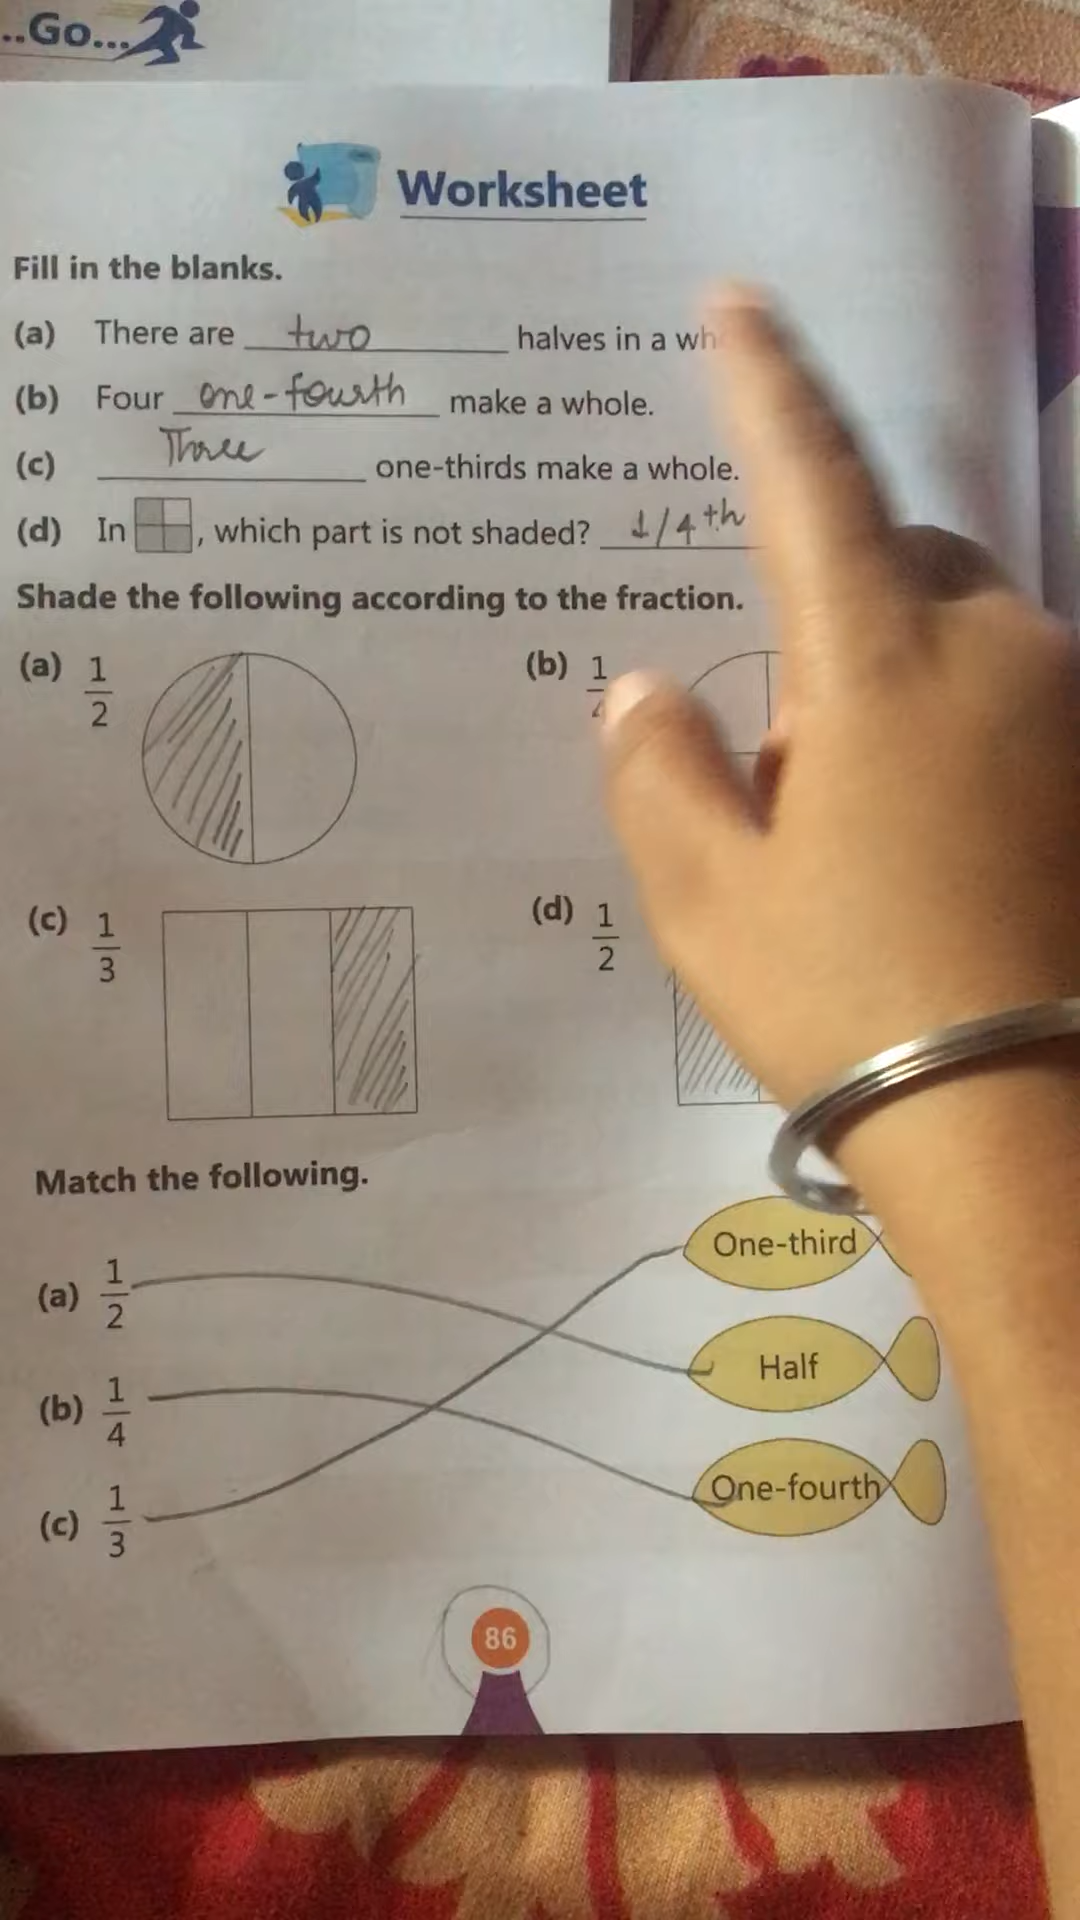 ..Go...
Worksheet
Fill in the blanks.
(a) There are two halves in a
(b) Four one-fourth make a whole.
(c) Three one-thirds make a whole.
(d) In , which part is not shaded? 1/4th
Shade the following according to the fraction.
(a) 1/2 (b)
(c) 1/3 (d) 1/2
Match the following.
One-third
(a) 1/2
Half
(b) 1/4
One-fourth
(c) 1/3
86